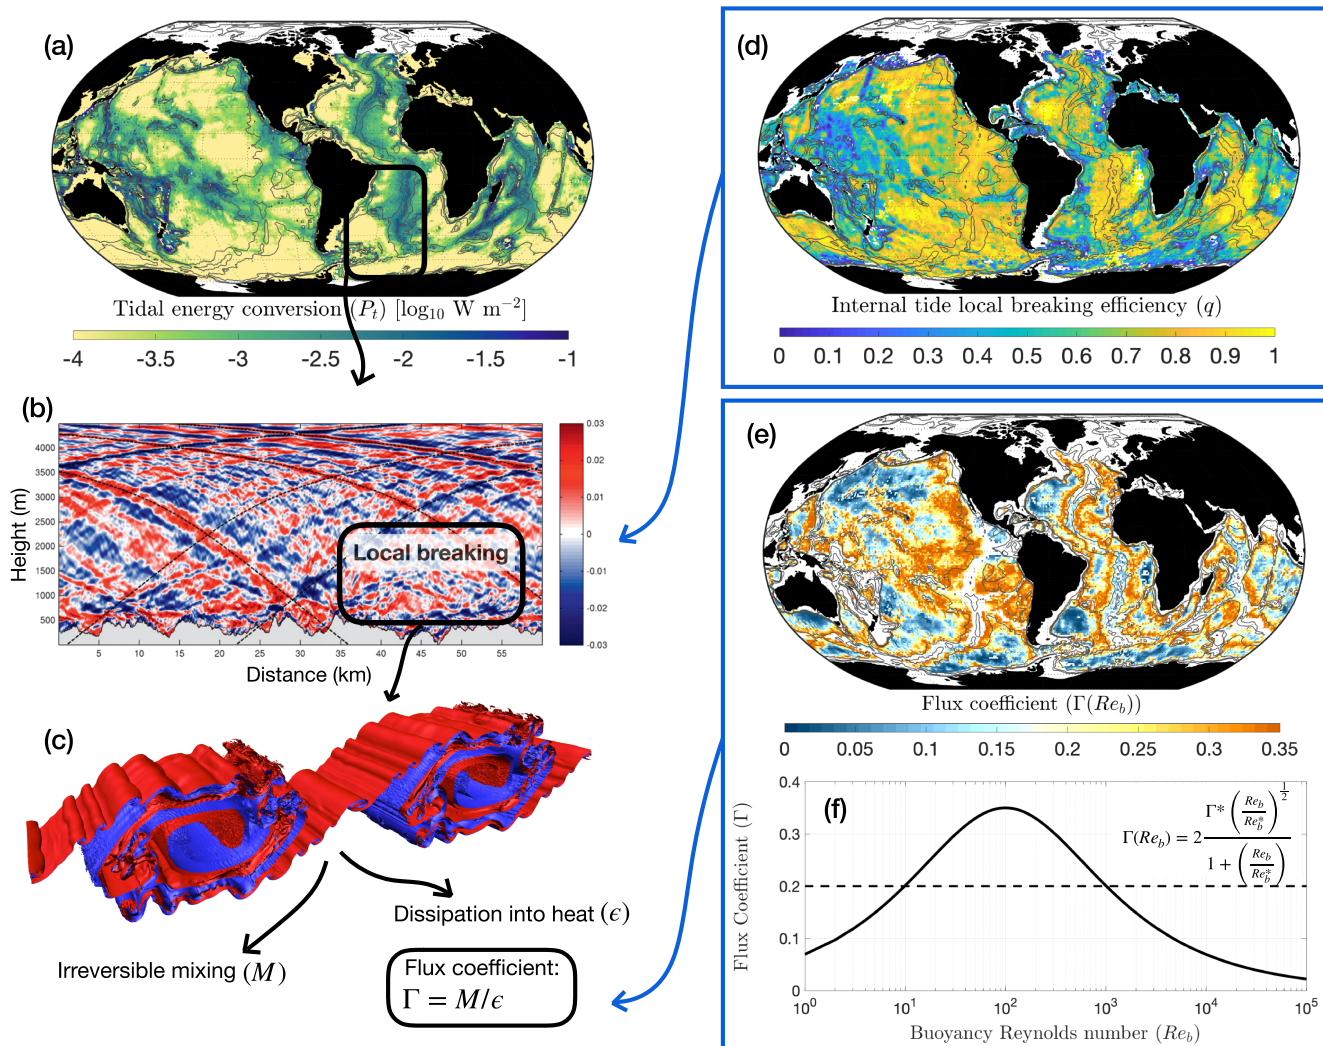 (a)
Tidal energy conversion (P_t) [log₁₀ W m⁻²]
-4 -3.5 -3 -2.5 -2 -1.5 -1
(b)
Height (m)
4000
3500
3000
2500
2000
1500
1000
500
Local breaking
0.03
0.02
0.01
0
-0.01
-0.02
-0.03
5 10 15 20 25 30 35 40 45 50 55
Distance (km)
(c)
Dissipation into heat (ϵ)
Irreversible mixing (M)
Flux coefficient:
Γ = M/ϵ
(d)
Internal tide local breaking efficiency (q)
0 0.1 0.2 0.3 0.4 0.5 0.6 0.7 0.8 0.9 1
(e)
Flux coefficient (Γ(Re_b))
0 0.05 0.1 0.15 0.2 0.25 0.3 0.35
(f)
Flux Coefficient (Γ)
0.4
0.3
0.2
0.1
0
Γ(Re_b) = 2 Γ* (Re_b/Re_b*)^(1/2) / (1 + (Re_b/Re_b*))
10⁰ 10¹ 10² 10³ 10⁴ 10⁵
Buoyancy Reynolds number (Re_b)